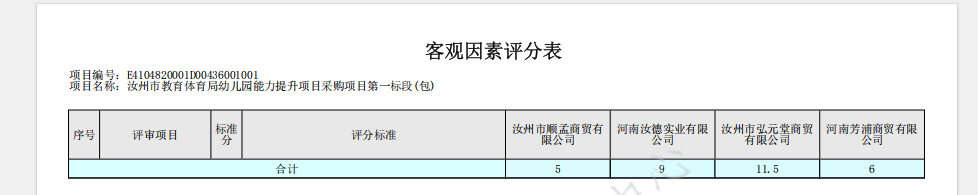 客观因素评分表
项目编号：E4104820001D00436001001
项目名称：汝州市教育体育局幼儿园能力提升项目采购项目第一标段(包)
序号 评审项目 标准分 评分标准 汝州市顺孟商贸有限公司 河南汝德实业有限公司 汝州市弘元堂商贸有限公司 河南芳浦商贸有限公司
合计 5 9 11.5 6
中心